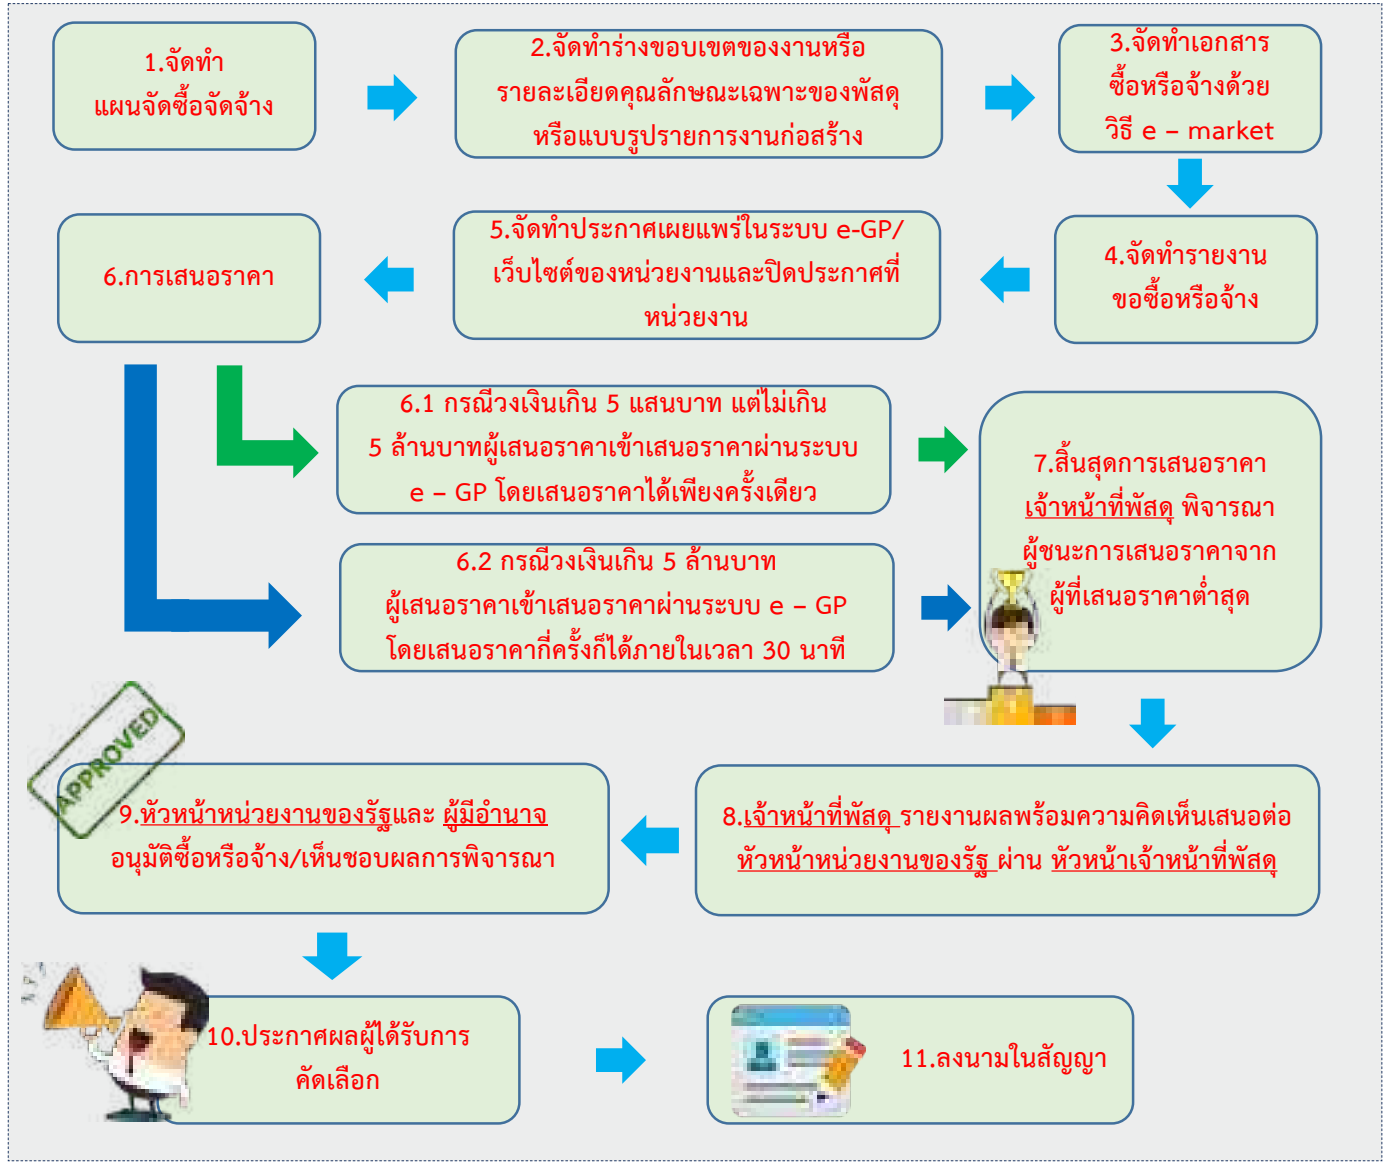 1.จัดทำ
แผนจัดซื้อจัดจ้าง
2.จัดทำร่างขอบเขตของงานหรือ
รายละเอียดคุณลักษณะเฉพาะของพัสดุ
หรือแบบรูปรายการงานก่อสร้าง
3.จัดทำเอกสาร
ซื้อหรือจ้างด้วย
วิธี e – market
4.จัดทำรายงาน
ขอซื้อหรือจ้าง
5.จัดทำประกาศเผยแพร่ในระบบ e-GP/
เว็บไซต์ของหน่วยงานและปิดประกาศที่
หน่วยงาน
6.การเสนอราคา
6.1 กรณีวงเงินเกิน 5 แสนบาท แต่ไม่เกิน
5 ล้านบาทผู้เสนอราคาเข้าเสนอราคาผ่านระบบ
e – GP โดยเสนอราคาได้เพียงครั้งเดียว
6.2 กรณีวงเงินเกิน 5 ล้านบาท
ผู้เสนอราคาเข้าเสนอราคาผ่านระบบ e – GP
โดยเสนอราคากี่ครั้งก็ได้ภายในเวลา 30 นาที
7.สิ้นสุดการเสนอราคา
เจ้าหน้าที่พัสดุ พิจารณา
ผู้ชนะการเสนอราคาจาก
ผู้ที่เสนอราคาต่ำสุด
8.เจ้าหน้าที่พัสดุ รายงานผลพร้อมความคิดเห็นเสนอต่อ
หัวหน้าหน่วยงานของรัฐ ผ่าน หัวหน้าเจ้าหน้าที่พัสดุ
APPROVED
9.หัวหน้าหน่วยงานของรัฐและ ผู้มีอำนาจ
อนุมัติซื้อหรือจ้าง/เห็นชอบผลการพิจารณา
10.ประกาศผลผู้ได้รับการ
คัดเลือก
11.ลงนามในสัญญา